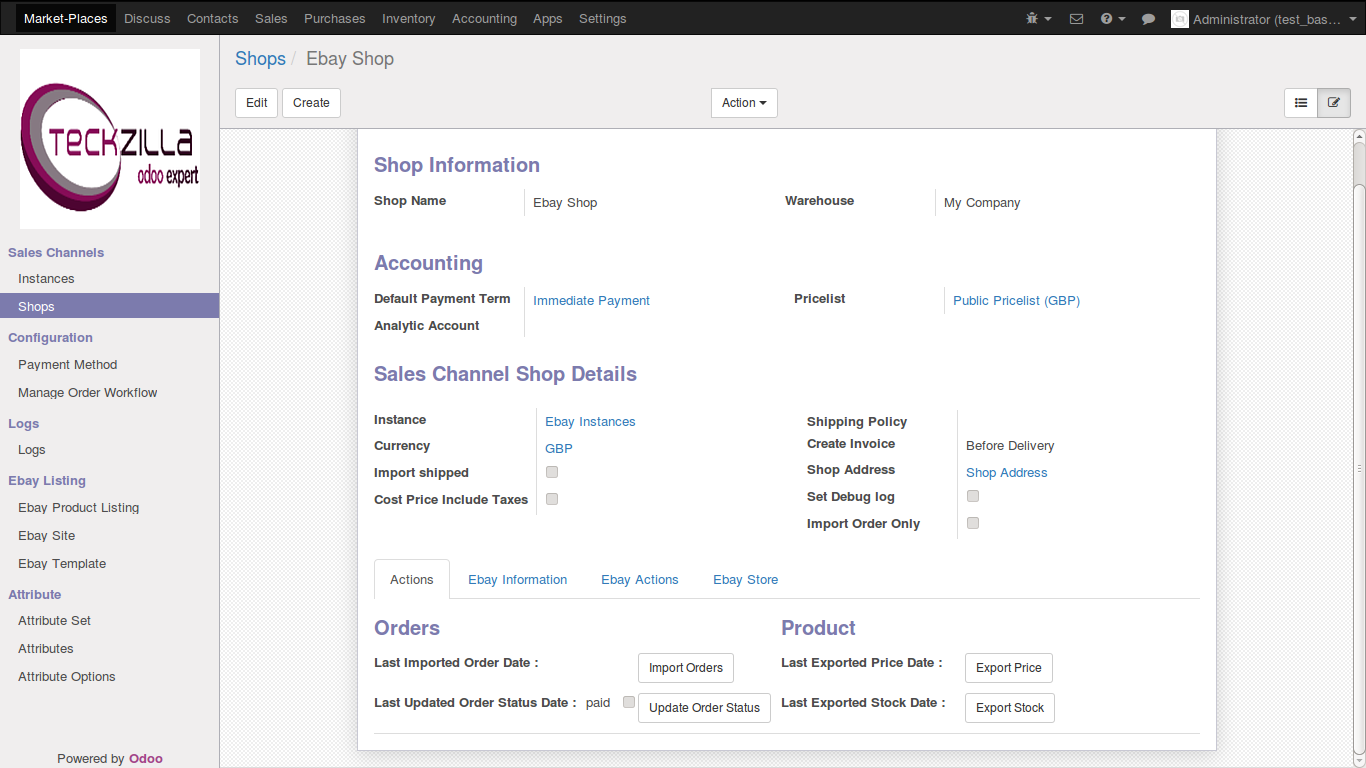 Market-Places Discuss Contacts Sales Purchases Inventory Accounting Apps Settings Administrator (test_bas...
Shops / Ebay Shop
Edit Create Action
TECKZILLA
odoo expert
Sales Channels
Instances
Shops
Configuration
Payment Method
Manage Order Workflow
Logs
Logs
Ebay Listing
Ebay Product Listing
Ebay Site
Ebay Template
Attribute
Attribute Set
Attributes
Attribute Options
Powered by Odoo
Shop Information
Shop Name Ebay Shop Warehouse My Company
Accounting
Default Payment Term Immediate Payment Pricelist Public Pricelist (GBP)
Analytic Account
Sales Channel Shop Details
Instance Ebay Instances Shipping Policy
Currency GBP Create Invoice Before Delivery
Import shipped Shop Address Shop Address
Cost Price Include Taxes Set Debug log
Import Order Only
Actions Ebay Information Ebay Actions Ebay Store
Orders Product
Last Imported Order Date : Import Orders Last Exported Price Date : Export Price
Last Updated Order Status Date : paid Update Order Status Last Exported Stock Date : Export Stock